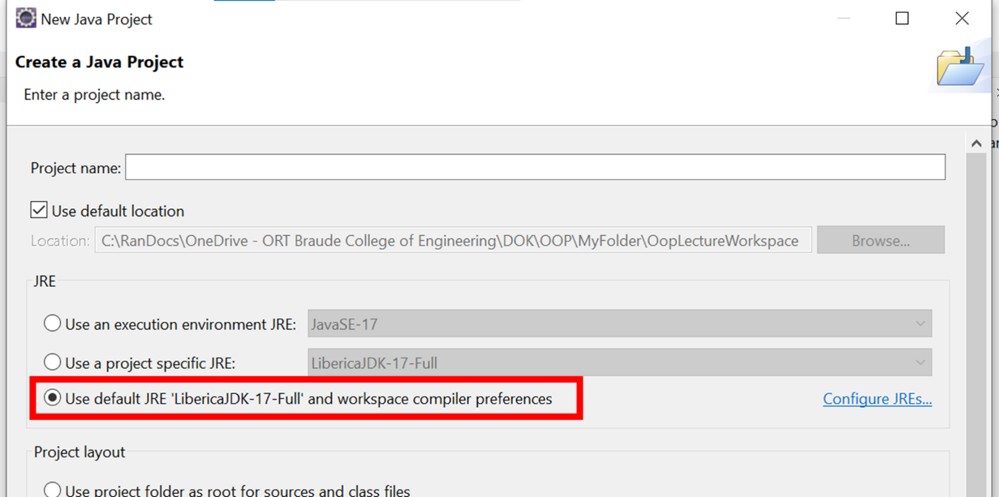 New Java Project
Create a Java Project
Enter a project name.
Project name:
Use default location
Location: C:\RanDocs\OneDrive - ORT Braude College of Engineering\DOK\OOP\MyFolder\OopLectureWorkspace Browse...
JRE
Use an execution environment JRE: JavaSE-17
Use a project specific JRE: LibericaJDK-17-Full
Use default JRE 'LibericaJDK-17-Full' and workspace compiler preferences Configure JREs...
Project layout
Use project folder as root for sources and class files